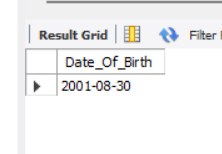 Result Grid Filter
Date_Of_Birth
2001-08-30